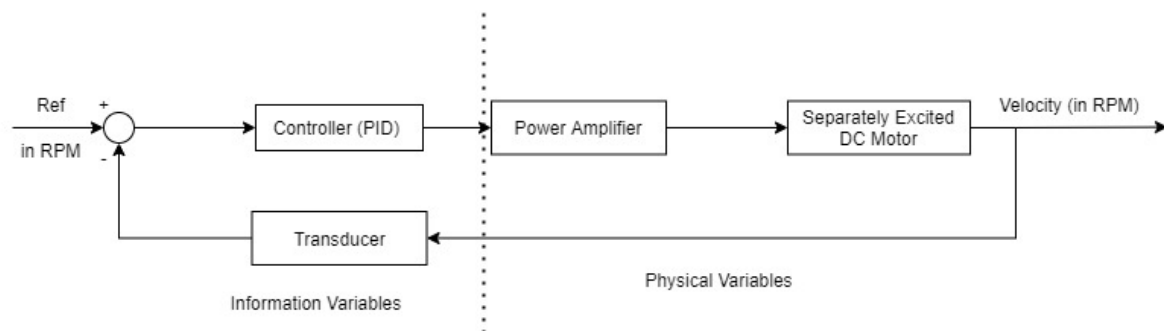 Ref
in RPM
+
-
Controller (PID)
Power Amplifier
Separately Excited
DC Motor
Velocity (in RPM)
Transducer
Information Variables
Physical Variables